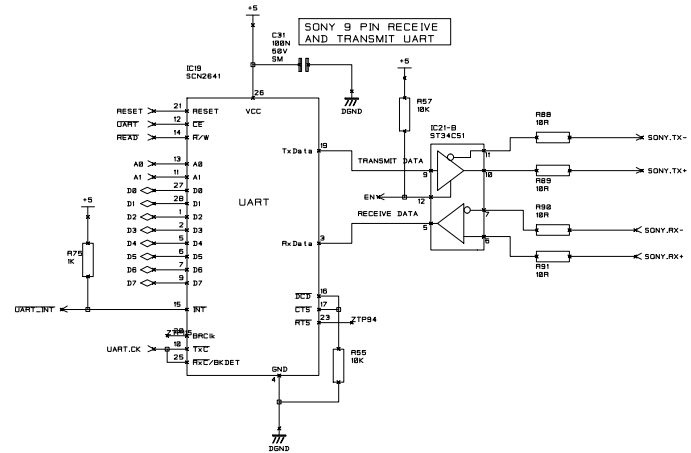 +5
C31
100N
50V
SM
SONY 9 PIN RECEIVE
AND TRANSMIT UART
IC19
SCN2641
+5
R57
10K
IC21-B
ST34C51
R88
10R
R89
10R
R90
10R
R91
10R
DGND
26
VCC
RESET 21 RESET
UART 12 CE
READ 14 R/W
A0 13 A0
A1 11 A1
D0 27 D0
D1 28 D1
D2 1 D2
D3 2 D3
D4 5 D4
D5 6 D5
D6 7 D6
D7 9 D7
+5
R75
1K
UART_INT 15 INT
BRClk
UART.CK 10 TxC
25 RxC/BKDET
UART
TxData 19
TRANSMIT DATA
9
11
10
EN
12
RECEIVE DATA
5
7
6
RxData 3
SONY.TX-
SONY.TX+
SONY.RX-
SONY.RX+
DCD 16
CTS 17
RTS 23 ZTP94
R55
10K
GND
4
DGND